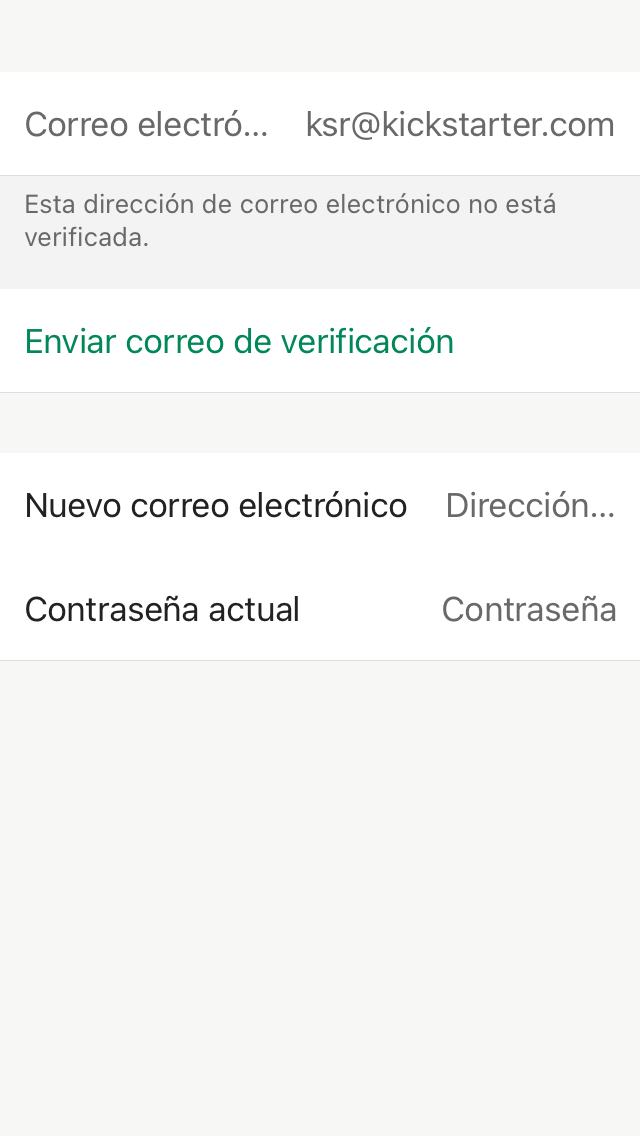 Correo electró... ksr@kickstarter.com
Esta dirección de correo electrónico no está
verificada.
Enviar correo de verificación
Nuevo correo electrónico Dirección...
Contraseña actual Contraseña